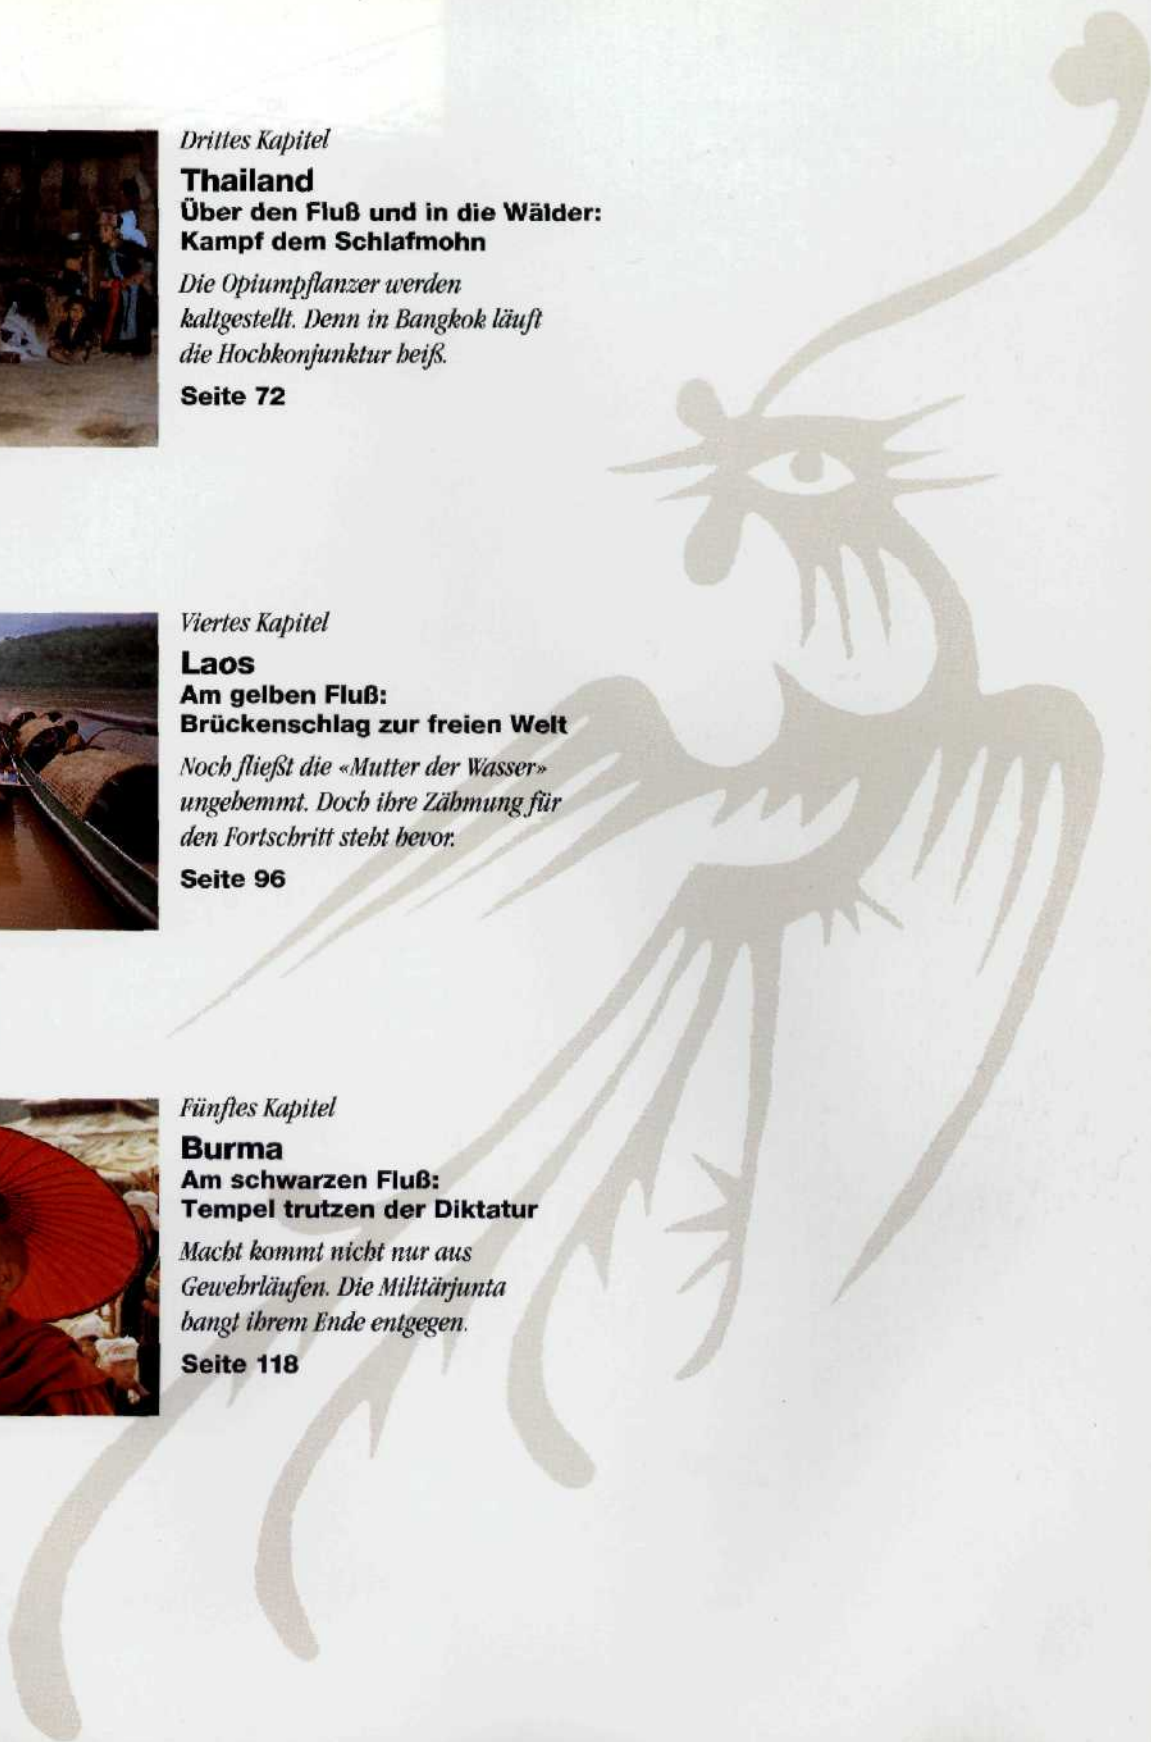 Drittes Kapitel
Thailand
Über den Fluß und in die Wälder:
Kampf dem Schlafmohn
Die Opiumpflanzer werden
kaltgestellt. Denn in Bangkok läuft
die Hochkonjunktur heiß.
Seite 72
Viertes Kapitel
Laos
Am gelben Fluß:
Brückenschlag zur freien Welt
Noch fließt die «Mutter der Wasser»
ungehemmt. Doch ihre Zähmung für
den Fortschritt steht bevor.
Seite 96
Fünftes Kapitel
Burma
Am schwarzen Fluß:
Tempel trutzen der Diktatur
Macht kommt nicht nur aus
Gewehrläufen. Die Militärjunta
bangt ihrem Ende entgegen.
Seite 118